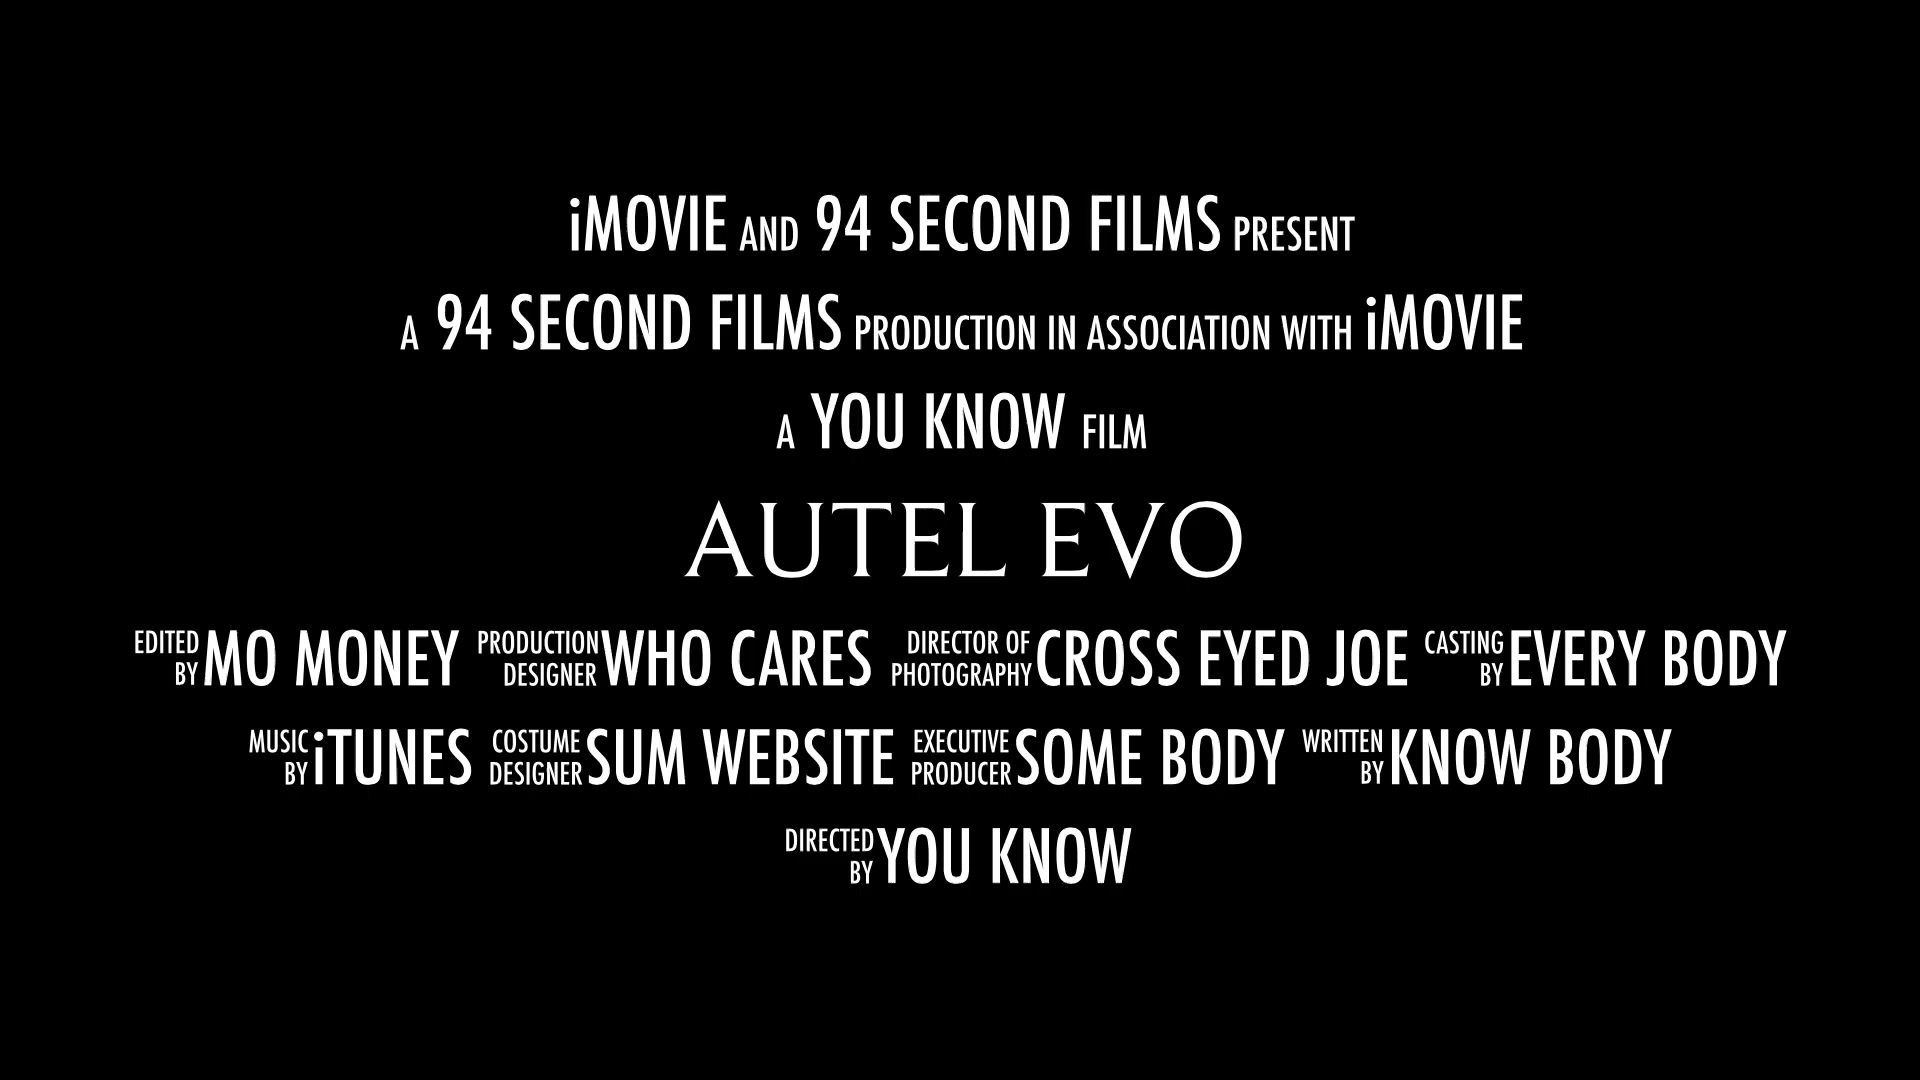 iMOVIE AND 94 SECOND FILMS PRESENT
A 94 SECOND FILMS PRODUCTION IN ASSOCIATION WITH iMOVIE
A YOU KNOW FILM
AUTEL EVO
EDITED BY MO MONEY PRODUCTION DESIGNER WHO CARES DIRECTOR OF PHOTOGRAPHY CROSS EYED JOE CASTING BY EVERY BODY
MUSIC BY iTUNES COSTUME DESIGNER SUM WEBSITE EXECUTIVE PRODUCER SOME BODY WRITTEN BY KNOW BODY
DIRECTED BY YOU KNOW